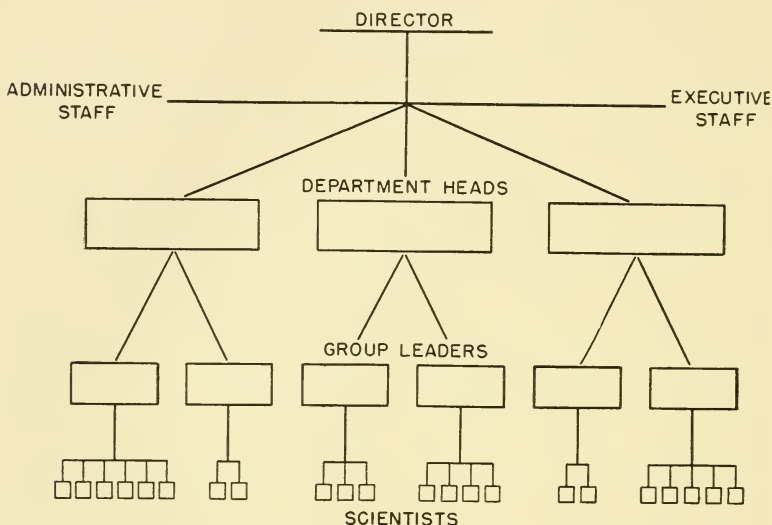 DIRECTOR
ADMINISTRATIVE
STAFF
EXECUTIVE
STAFF
DEPARTMENT HEADS
GROUP LEADERS
SCIENTISTS